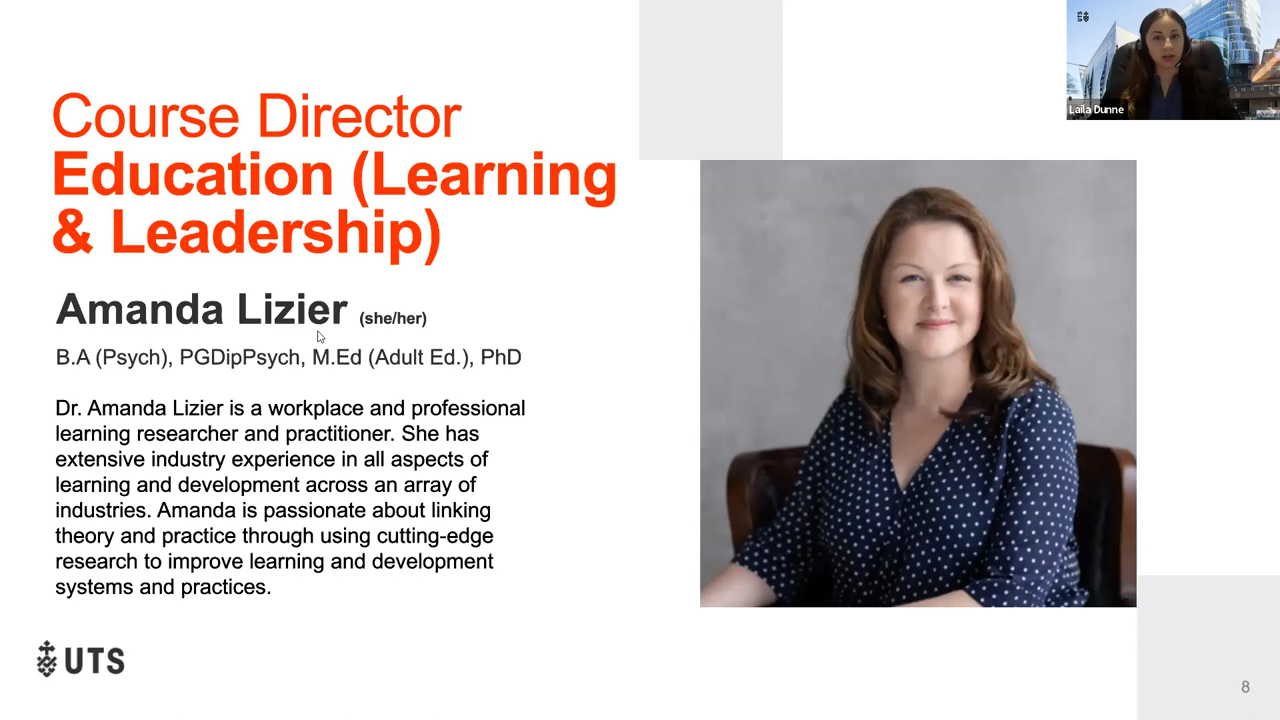 Course Director
Education (Learning
& Leadership)
Amanda Lizier (she/her)
B.A (Psych), PGDipPsych, M.Ed (Adult Ed.), PhD
Dr. Amanda Lizier is a workplace and professional
learning researcher and practitioner. She has
extensive industry experience in all aspects of
learning and development across an array of
industries. Amanda is passionate about linking
theory and practice through using cutting-edge
research to improve learning and development
systems and practices.
UTS
8
UTS
Laila Dunne